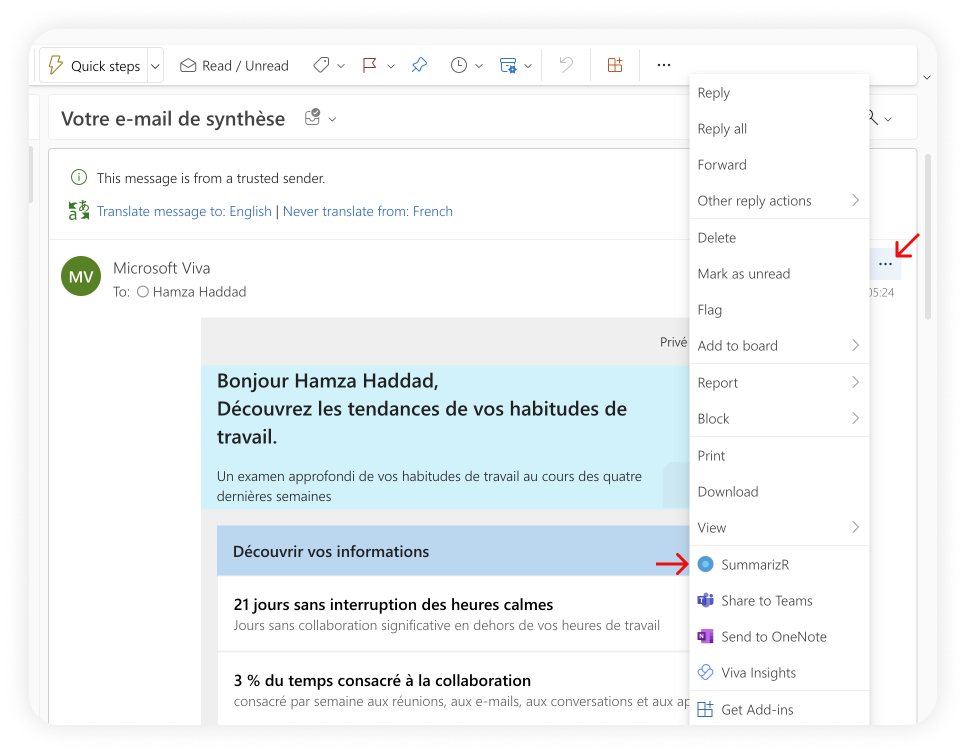 Quick steps
Read / Unread
Votre e-mail de synthèse
This message is from a trusted sender.
Translate message to: English | Never translate from: French
MV
Microsoft Viva
To: Hamza Haddad
05:24
Privé
Bonjour Hamza Haddad,
Découvrez les tendances de vos habitudes de
travail.
Un examen approfondi de vos habitudes de travail au cours des quatre
dernières semaines
Découvrir vos informations
21 jours sans interruption des heures calmes
Jours sans collaboration significative en dehors de vos heures de travail
3 % du temps consacré à la collaboration
consacré par semaine aux réunions, aux e-mails, aux conversations et aux ap
Reply
Reply all
Forward
Other reply actions
Delete
Mark as unread
Flag
Add to board
Report
Block
Print
Download
View
SummarizR
Share to Teams
Send to OneNote
Viva Insights
Get Add-ins